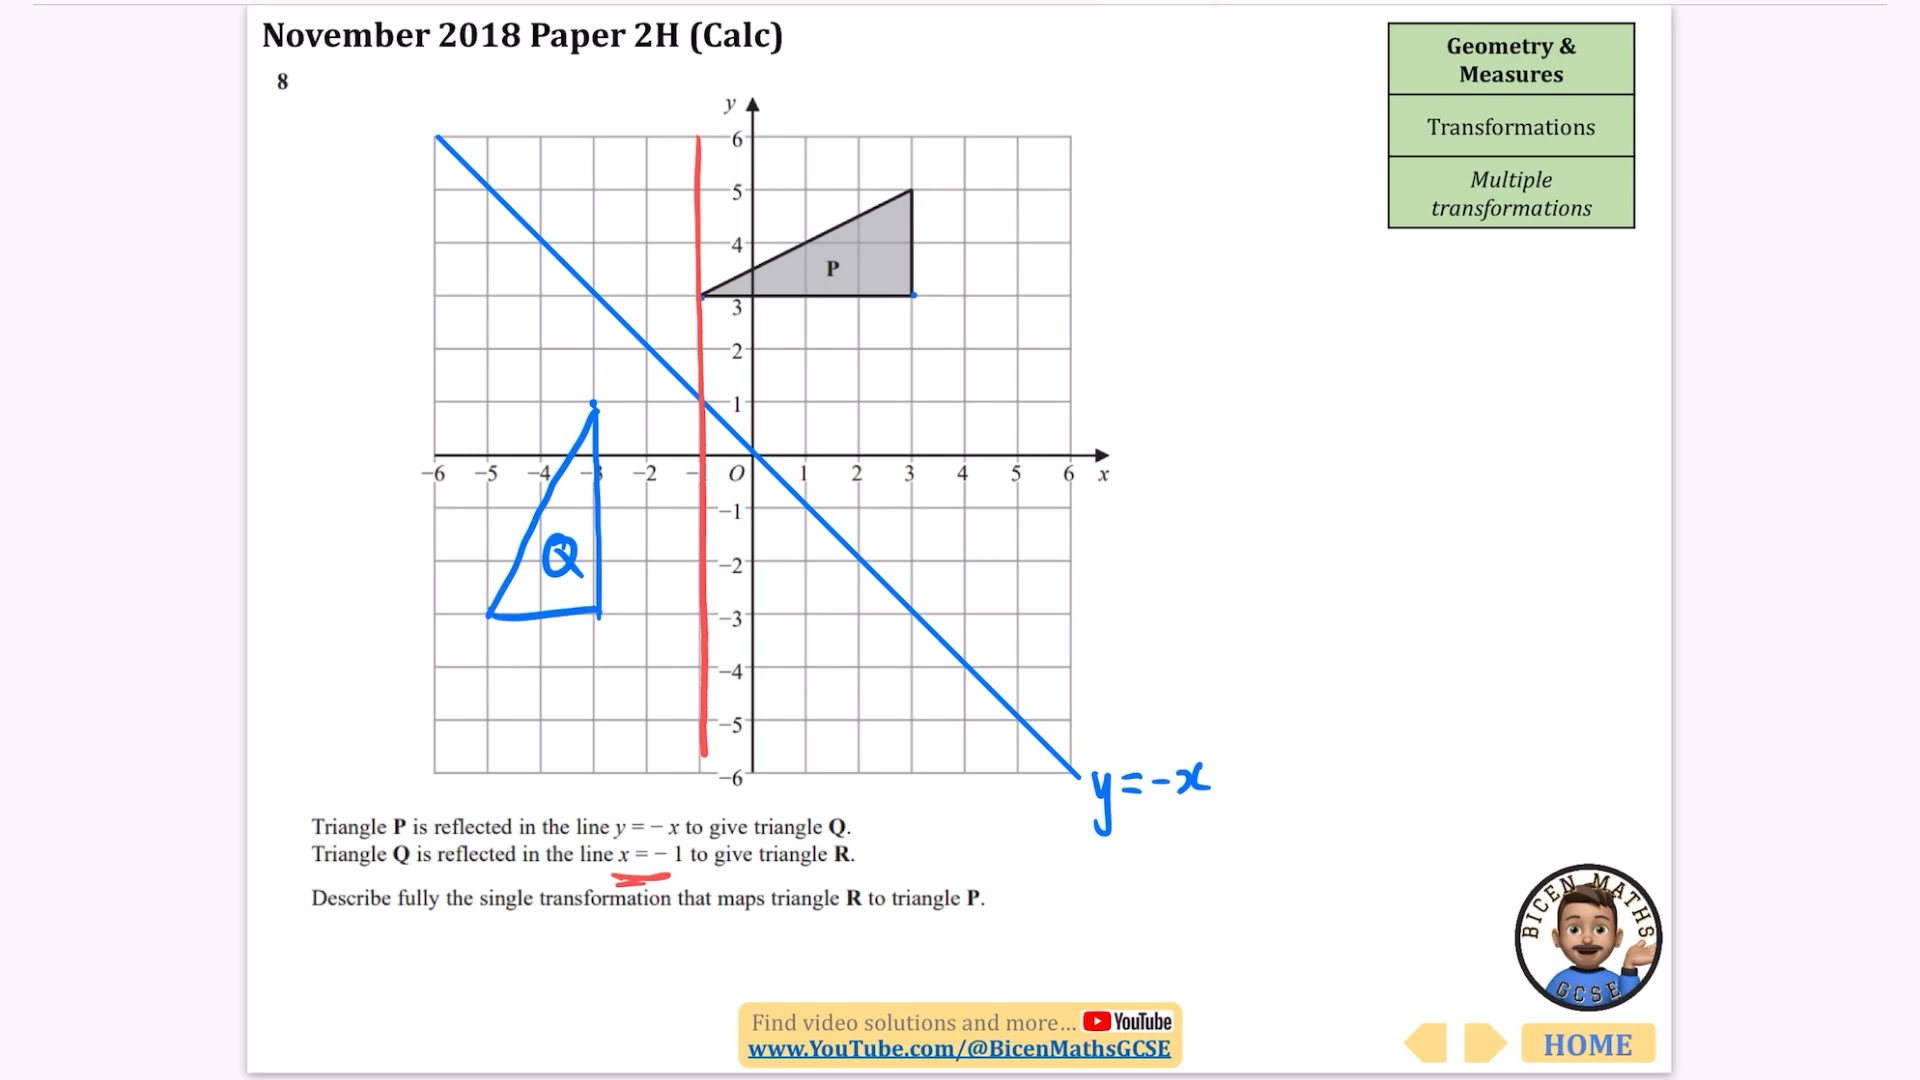 November 2018 Paper 2H (Calc)
Geometry &
Measures
Transformations
Multiple
transformations
8
y
6
5
4
P
3
2
1
−6 −5 −4 −2 O 1 2 3 4 5 6 x
−1
Q
−2
−3
−4
−5
−6
y = -x
Triangle P is reflected in the line y = − x to give triangle Q.
Triangle Q is reflected in the line x = − 1 to give triangle R.
Describe fully the single transformation that maps triangle R to triangle P.
BICEN MATHS
GCSE
Find video solutions and more... YouTube
www.YouTube.com/@BicenMathsGCSE
HOME